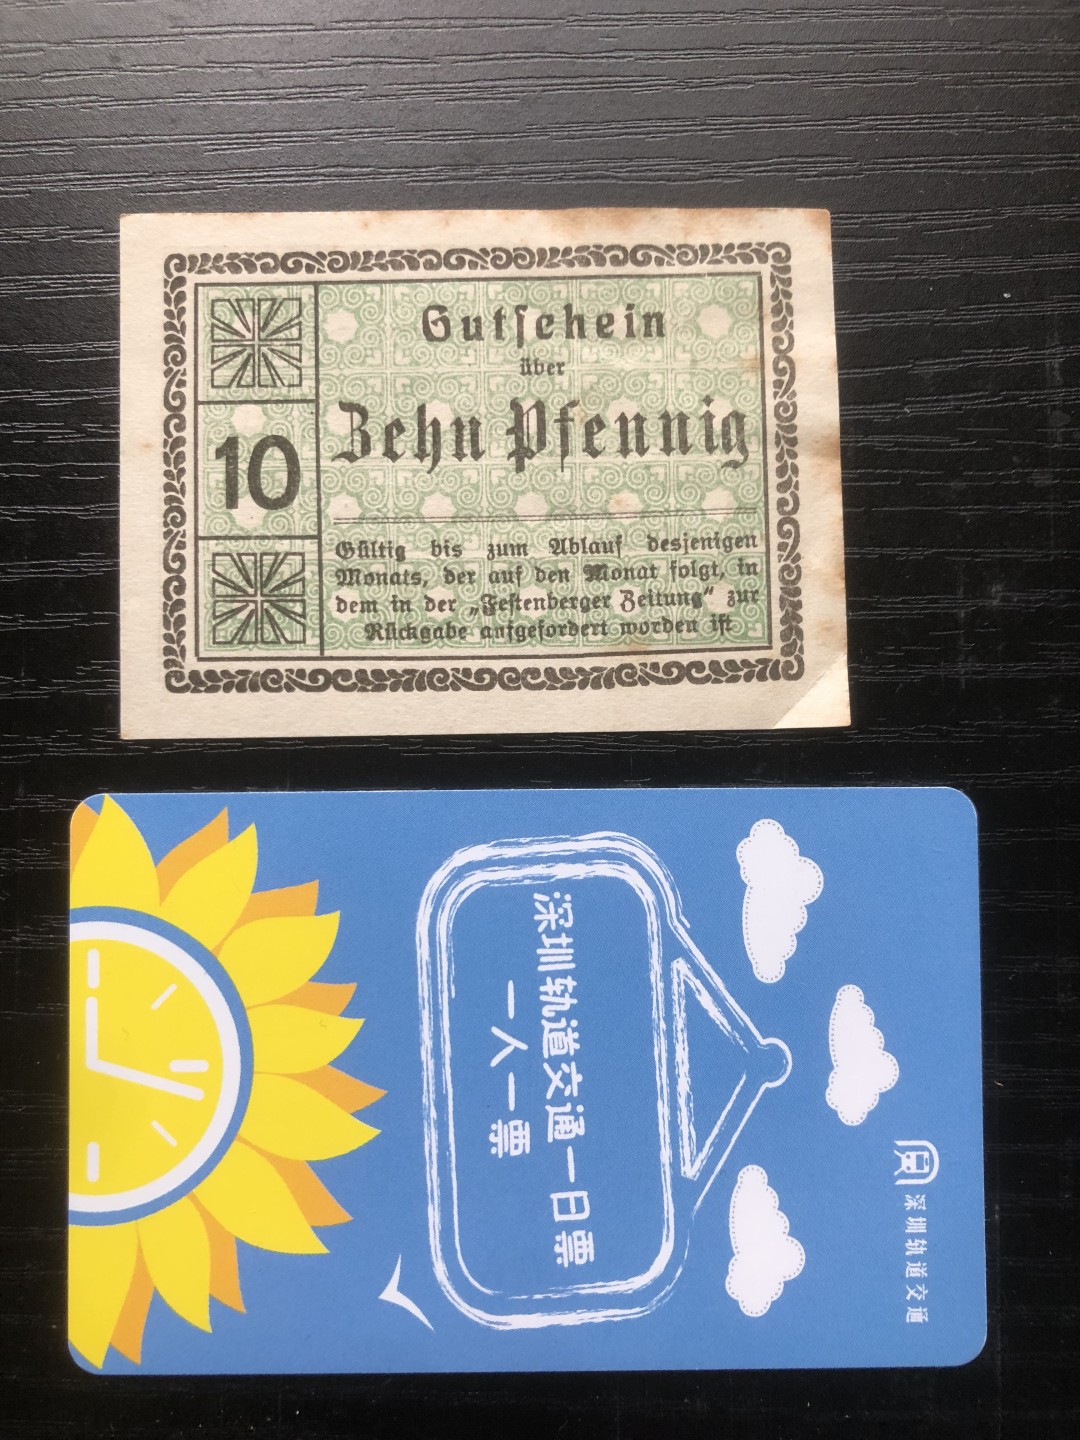 Gutschein
über
Zehn Pfennig
10
Gültig bis zum Ablauf desjenigen
Monats, der auf den Monat folgt, in
dem in der „Festenberger Zeitung“ zur
Rückgabe aufgefordert worden ist
深圳轨道交通
深圳轨道交通一日票
一人一票